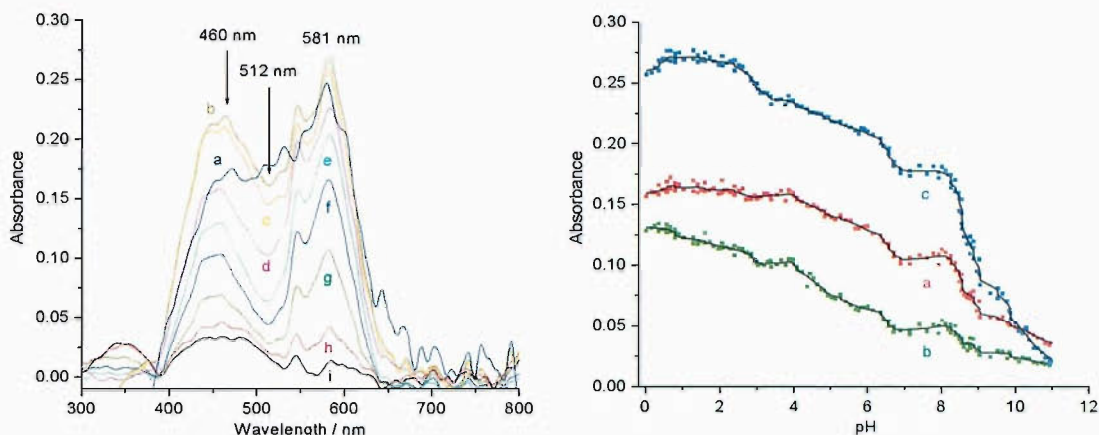 0.30
0.25
0.20
0.15
0.10
0.05
0.00
Absorbance
460 nm
512 nm
581 nm
b
a
c
d
e
f
g
h
i
300 400 500 600 700 800
Wavelength / nm
0.30
0.25
0.20
0.15
0.10
0.05
0.00
Absorbance
c
a
b
0 2 4 6 8 10 12
pH